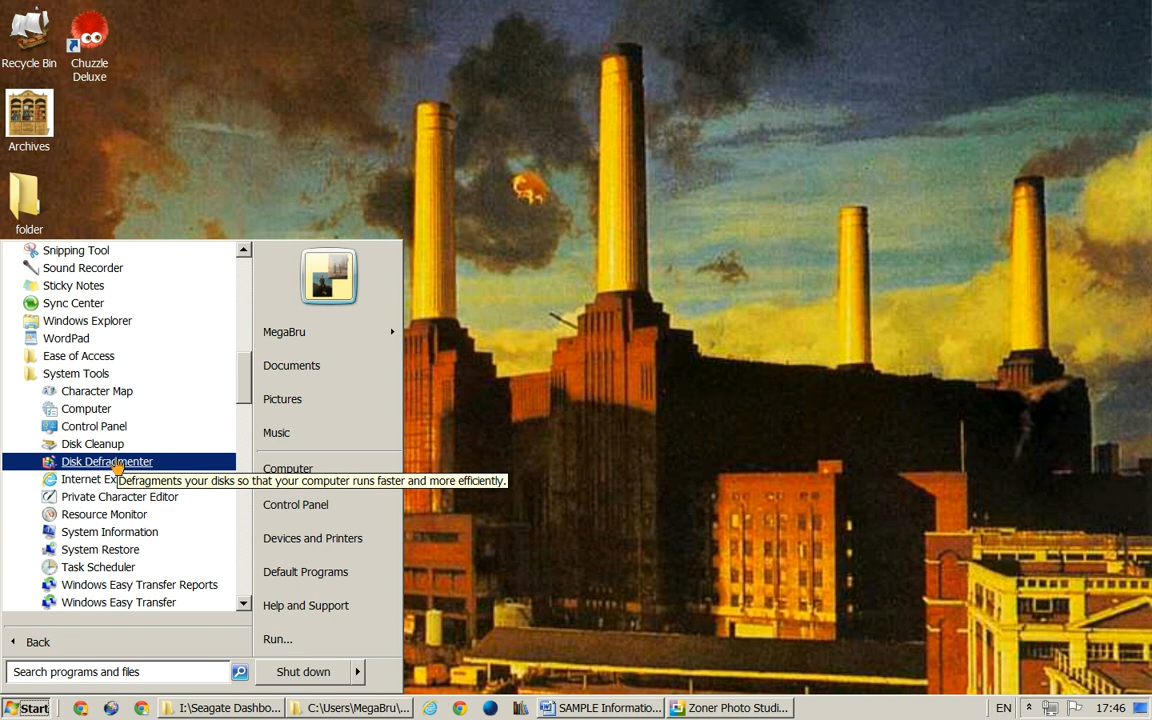 Recycle Bin
Chuzzle
Deluxe
Archives
folder
Snipping Tool
Sound Recorder
Sticky Notes
Sync Center
Windows Explorer
WordPad
Ease of Access
System Tools
Character Map
Computer
Control Panel
Disk Cleanup
Disk Defragmenter
Internet Ex
Defragments your disks so that your computer runs faster and more efficiently.
Private Character Editor
Resource Monitor
System Information
System Restore
Task Scheduler
Windows Easy Transfer Reports
Windows Easy Transfer
Back
Search programs and files
MegaBru
Documents
Pictures
Music
Computer
Control Panel
Devices and Printers
Default Programs
Help and Support
Run...
Shut down
Start
I:\Seagate Dashbo...
C:\Users\MegaBru\...
SAMPLE Informatio...
Zoner Photo Studi...
EN
17:46